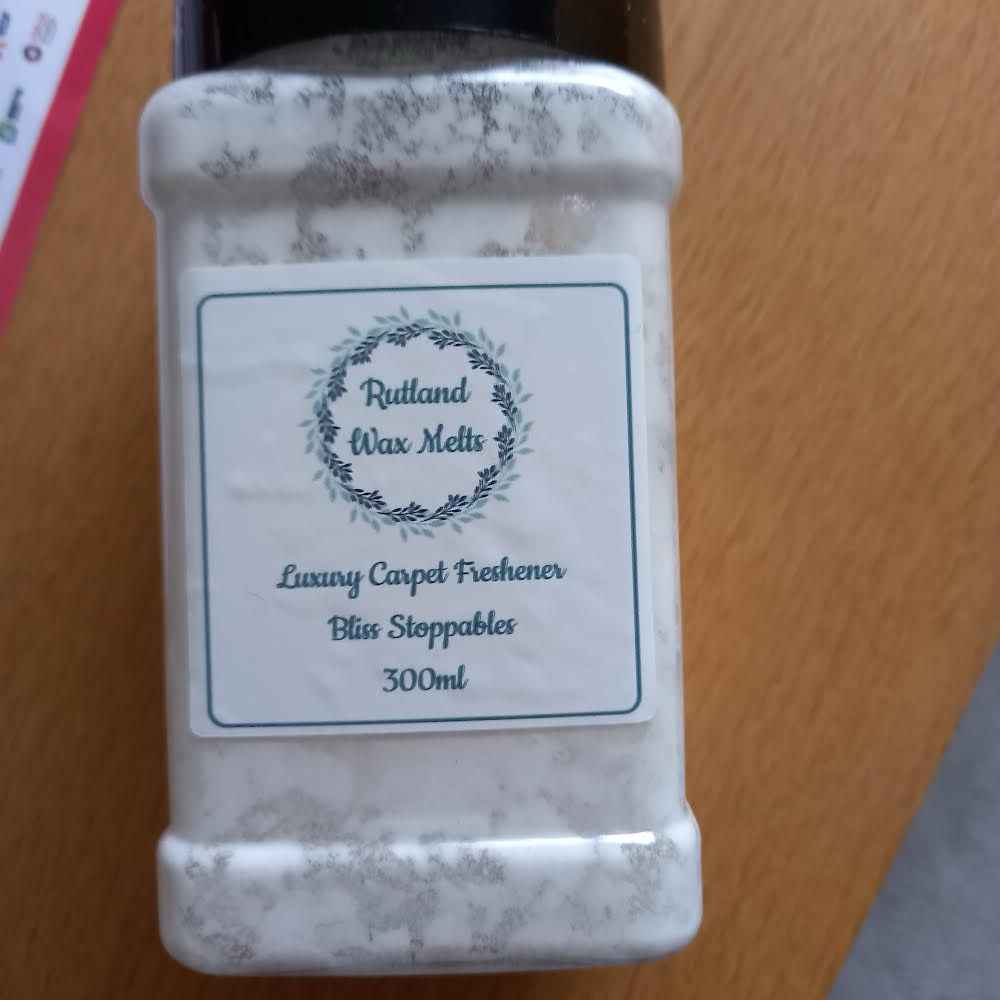 Rutland
Wax Melts
Luxury Carpet Freshener
Bliss Stoppables
300ml